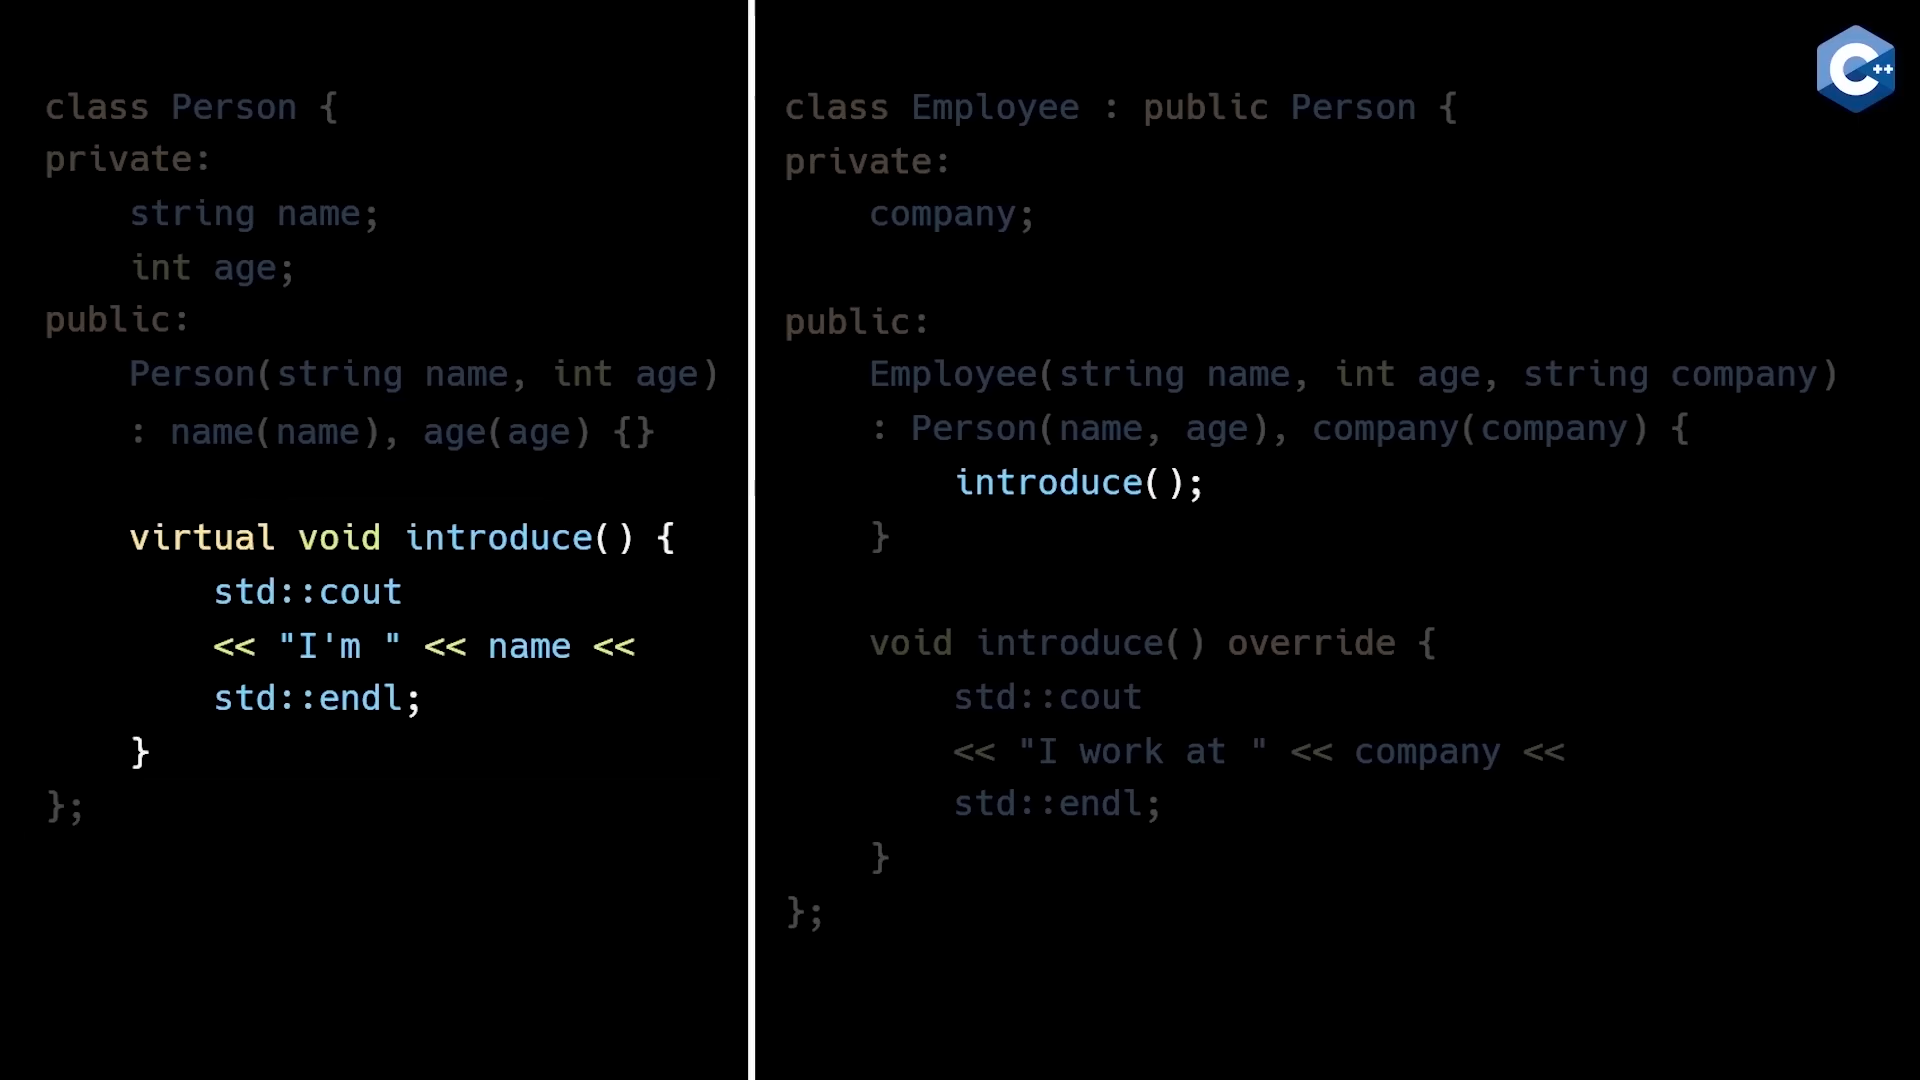 class Person {
private:
    string name;
    int age;
public:
    Person(string name, int age)
    : name(name), age(age) {}
    virtual void introduce() {
        std::cout
        << "I'm " << name <<
        std::endl;
    }
};
class Employee : public Person {
private:
    company;
public:
    Employee(string name, int age, string company)
    : Person(name, age), company(company) {
        introduce();
    }
    void introduce() override {
        std::cout
        << "I work at " << company <<
        std::endl;
    }
};
C++